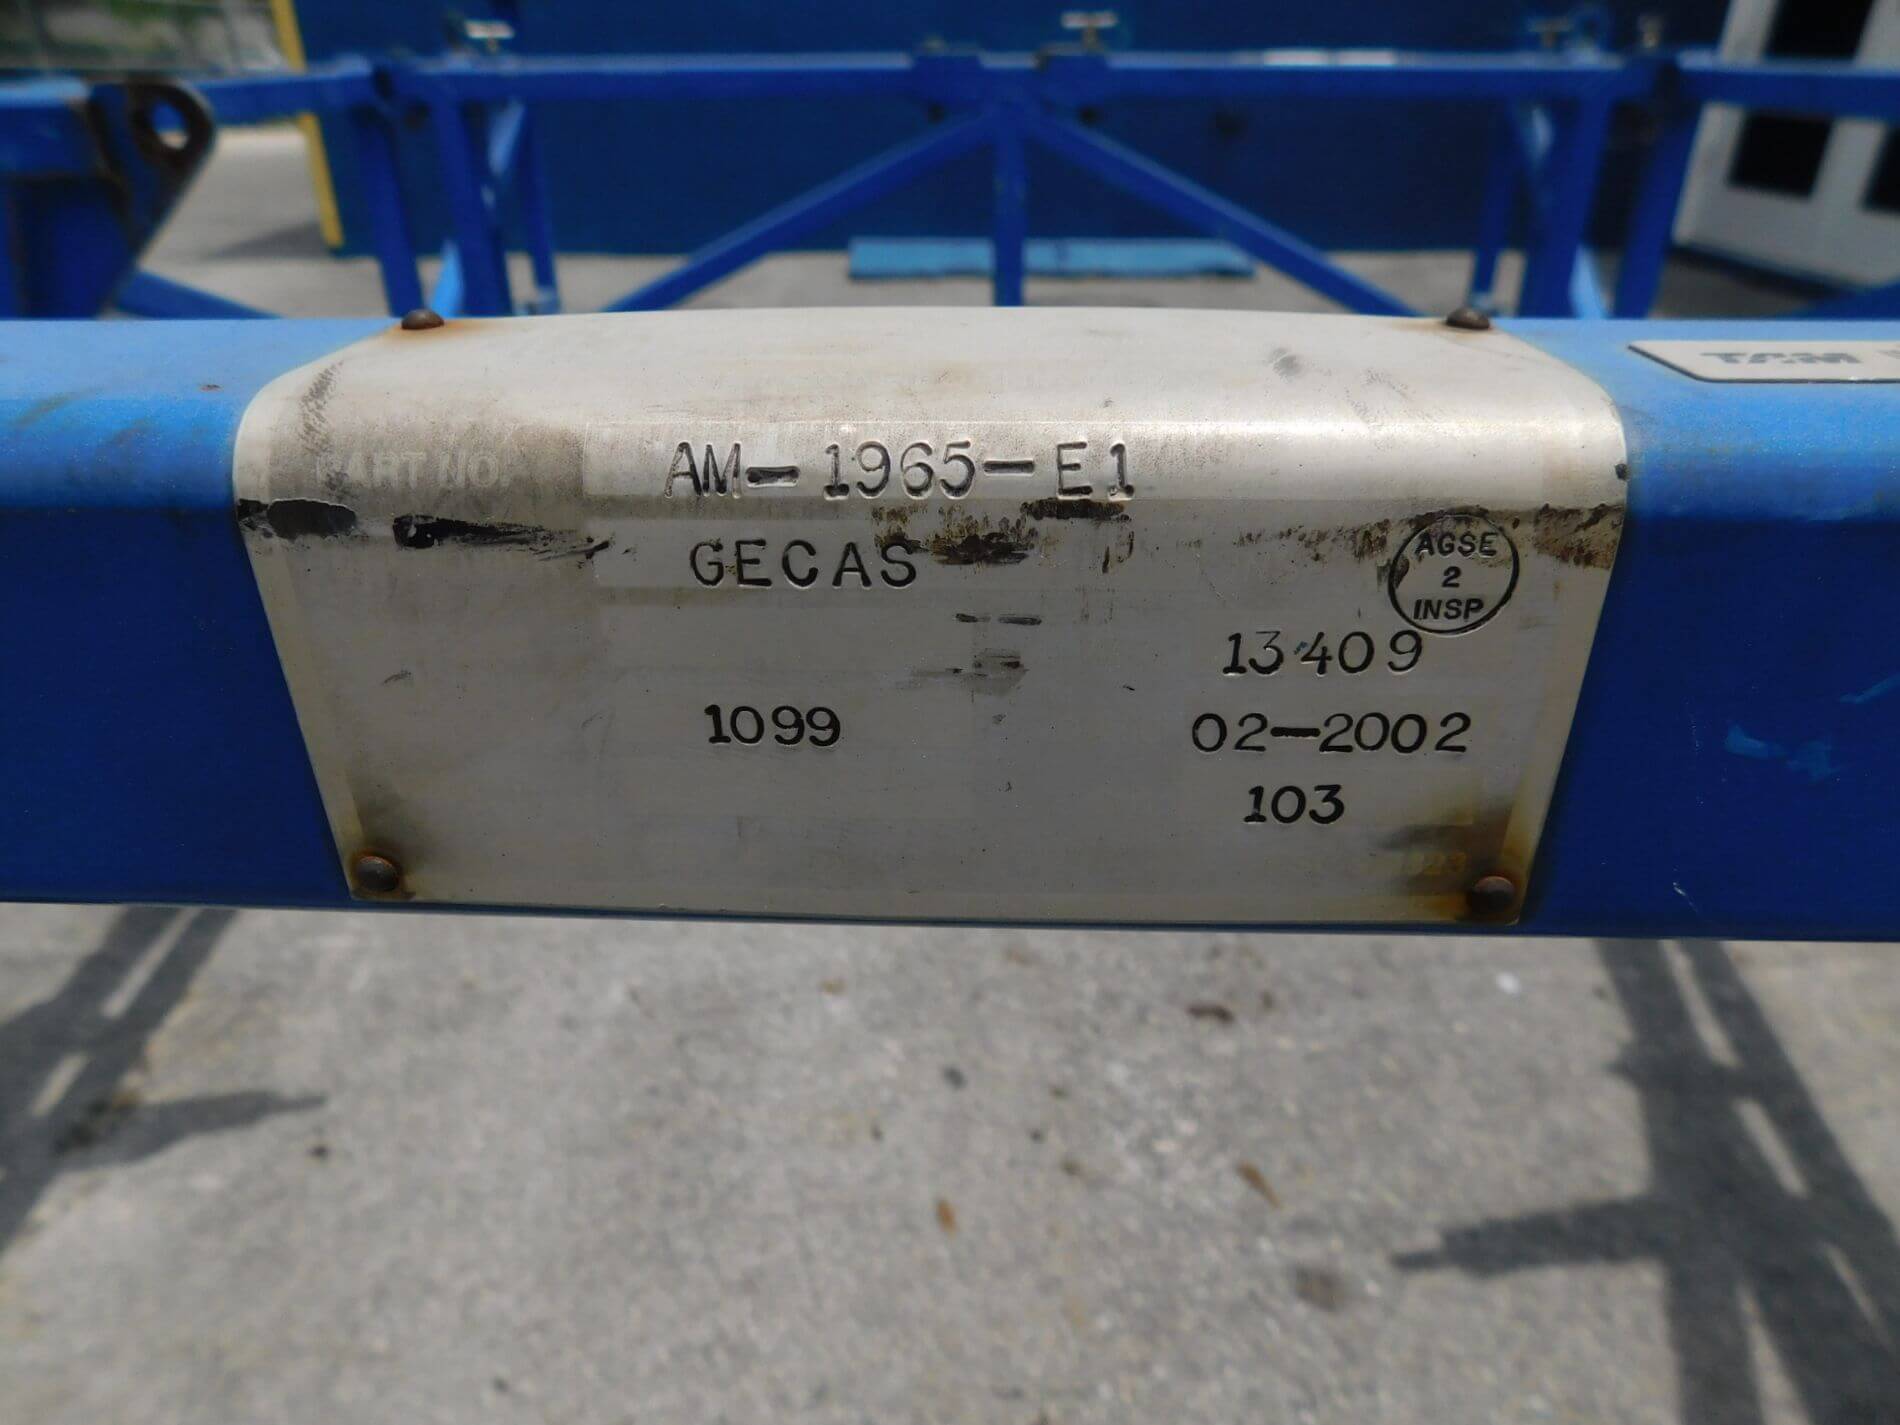 PART NO. AM-1965-E1
GECAS
AGSE
2
INSP
13409
1099
02-2002
103